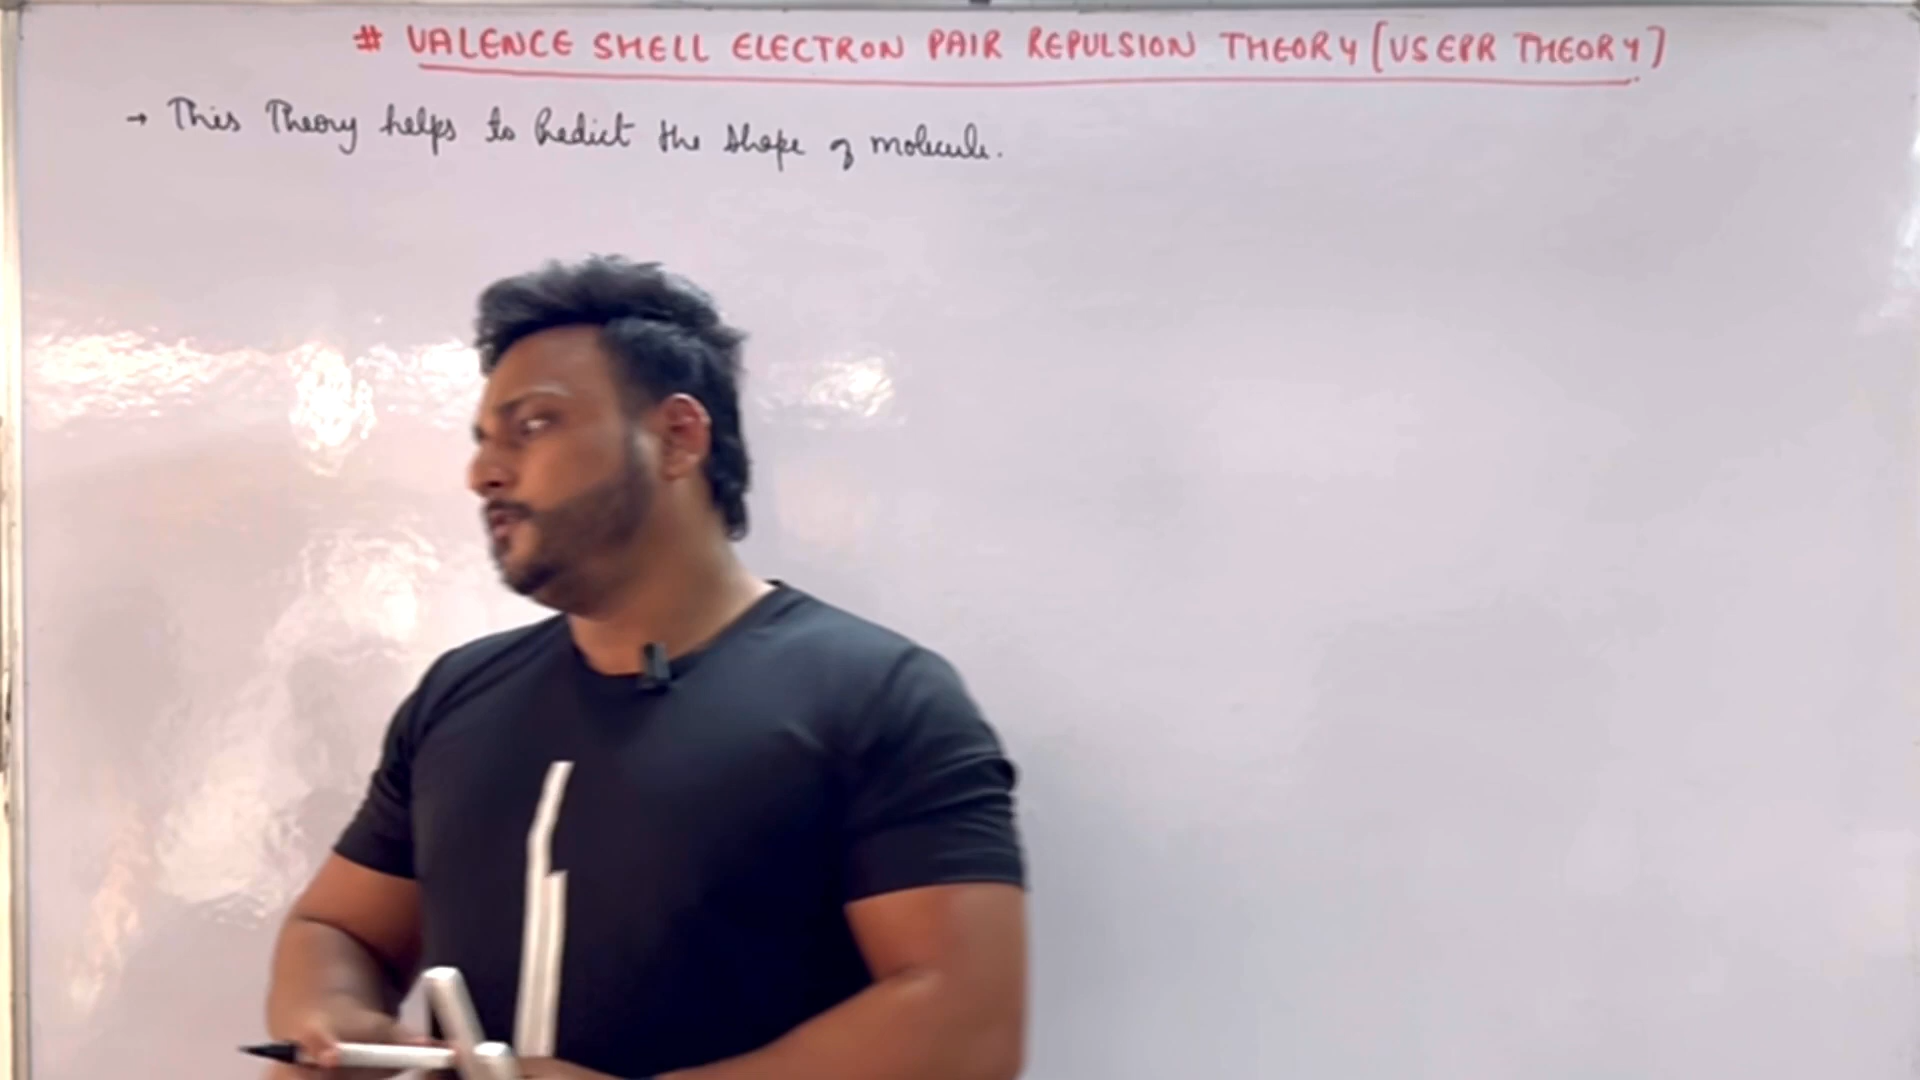 # VALENCE SHELL ELECTRON PAIR REPULSION THEORY [VSEPR THEORY]
→ This Theory helps to Predict the shape of molecule.